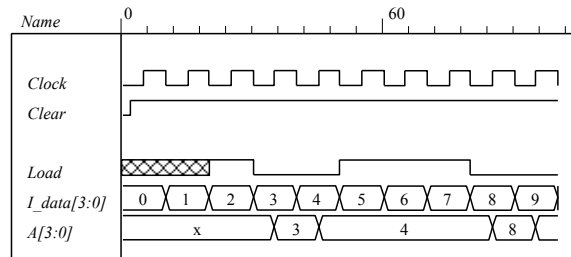 Name 0 60
Clock
Clear
Load
I_data[3:0] 0 1 2 3 4 5 6 7 8 9
A[3:0] x 3 4 8